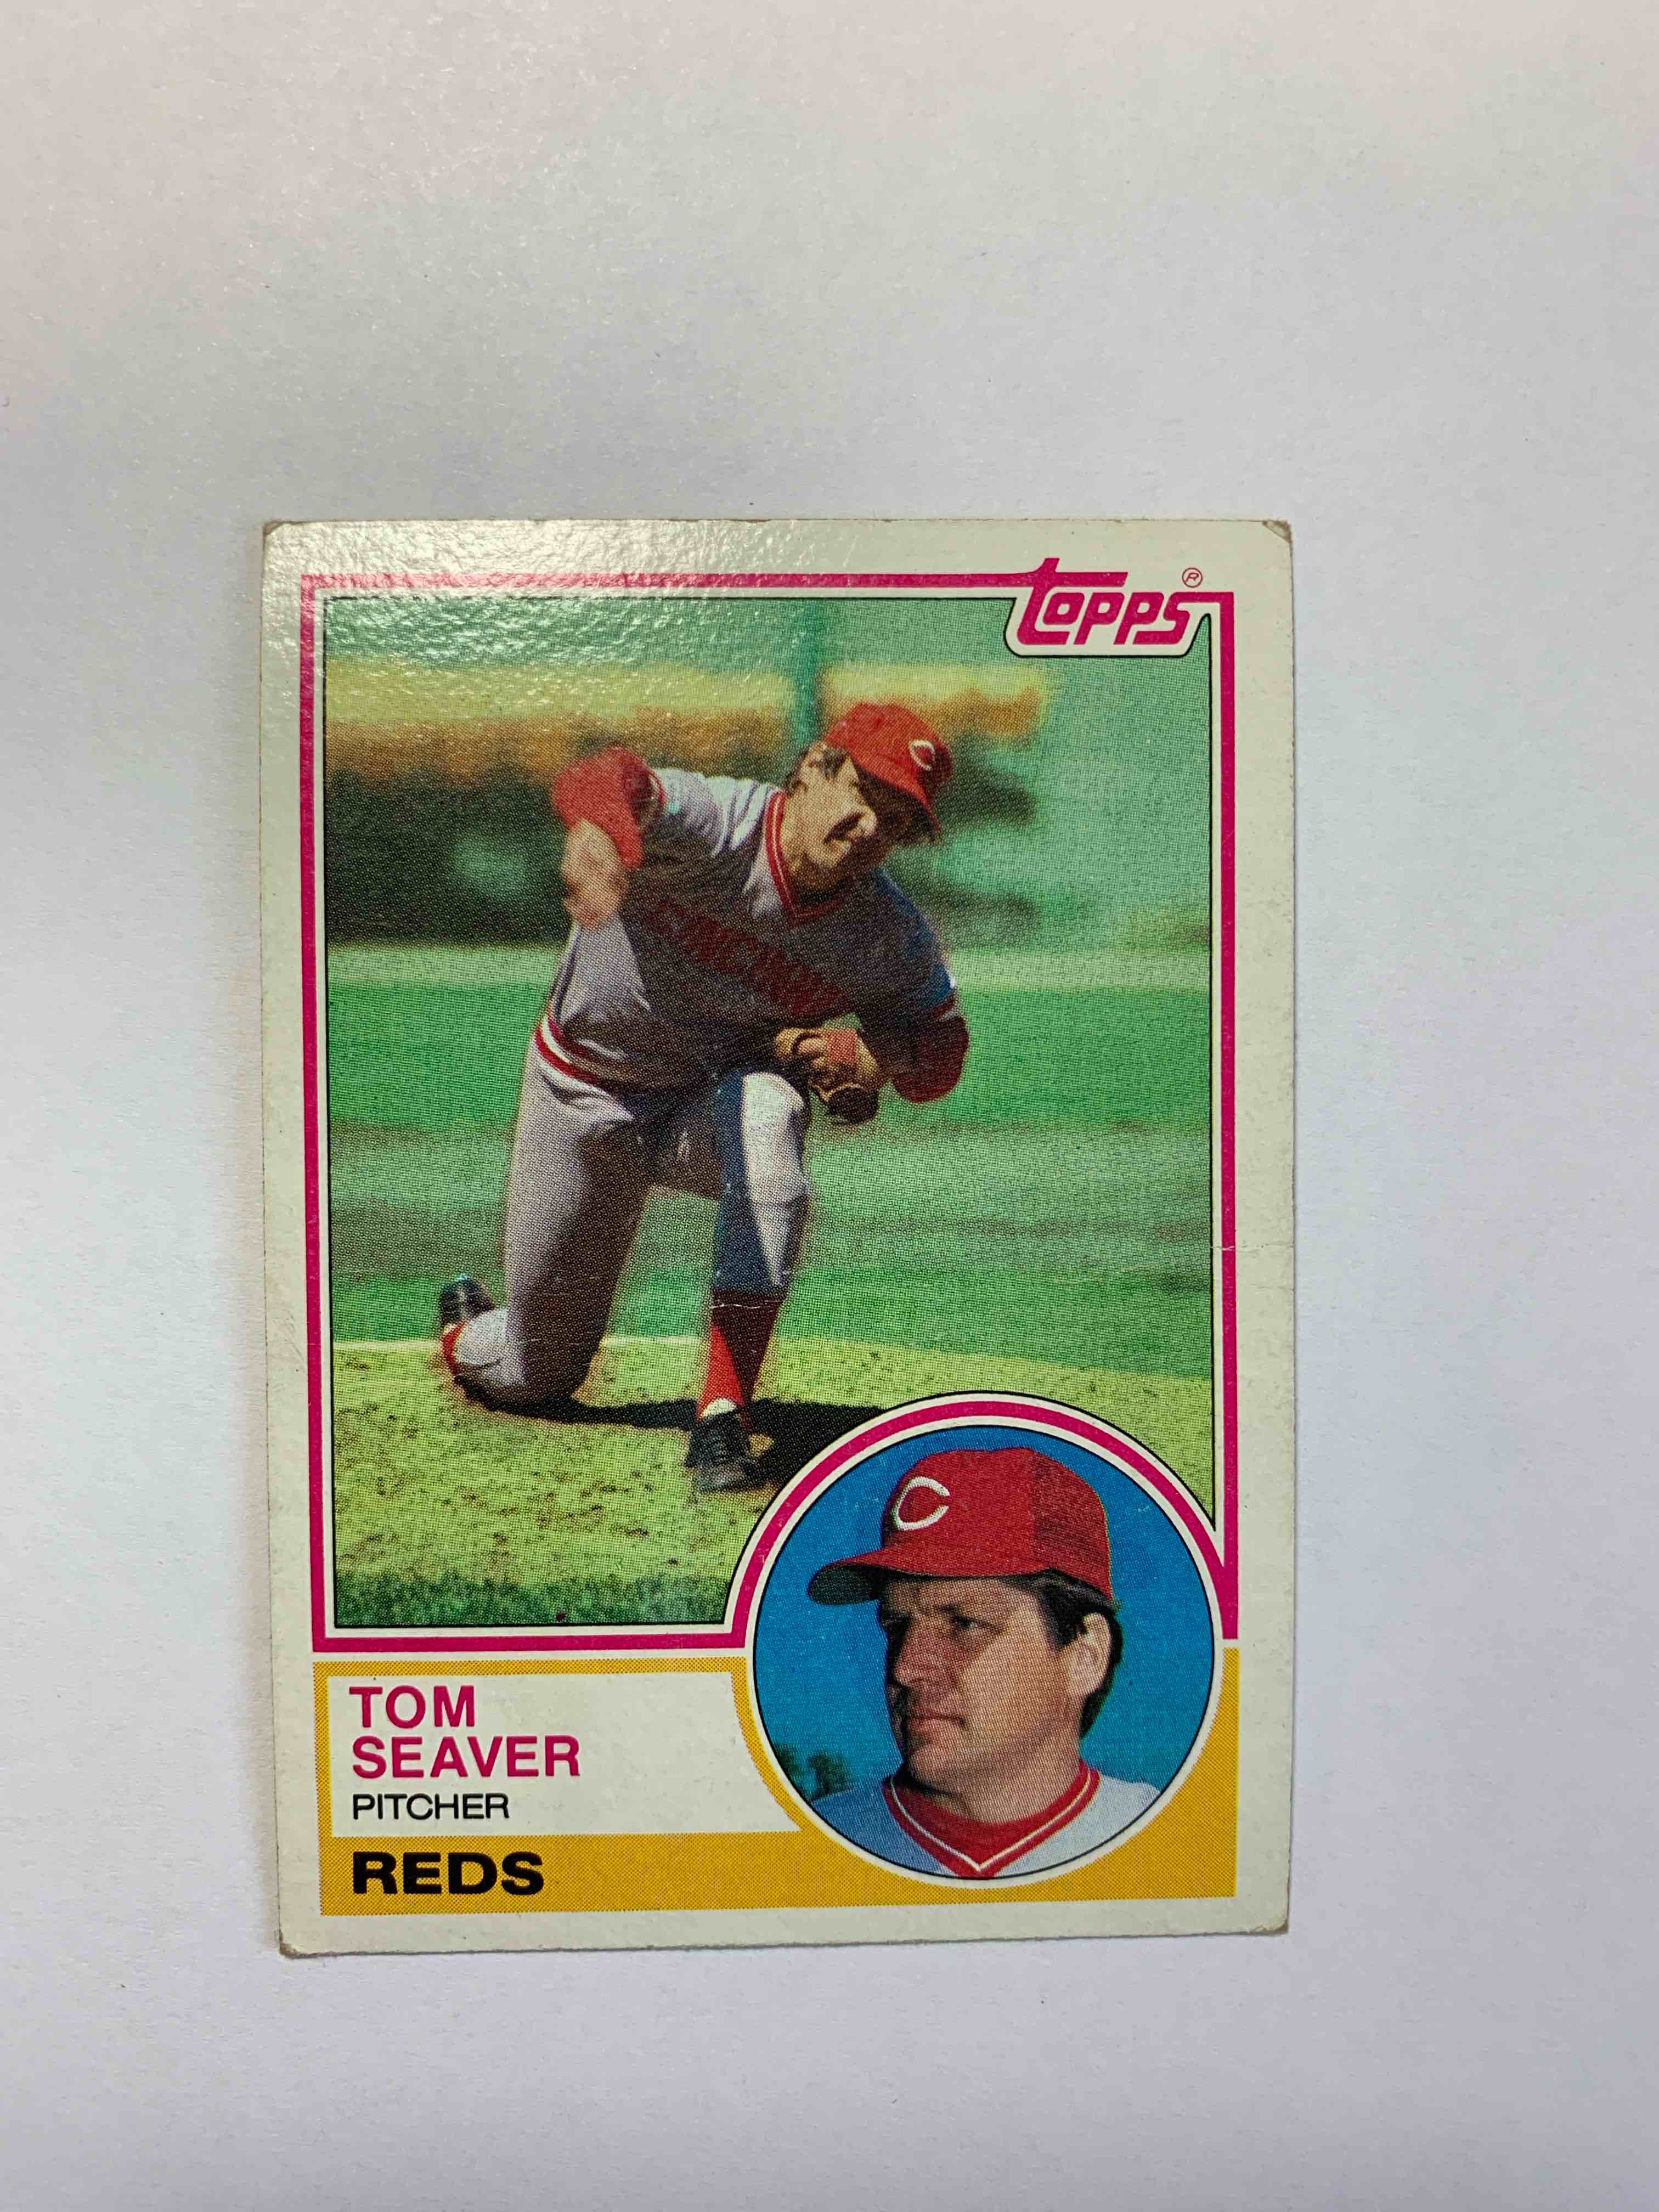 Topps ®
TOM
SEAVER
PITCHER
REDS